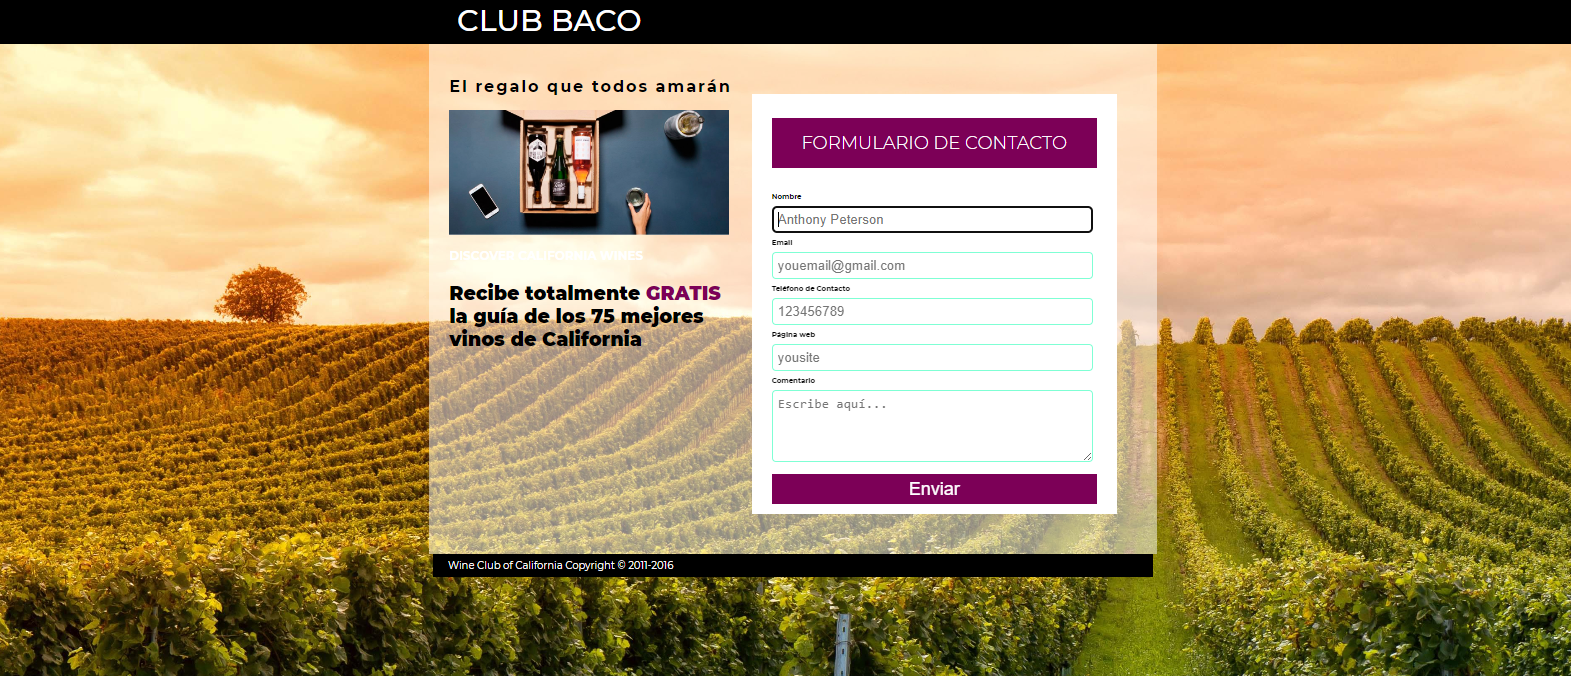 CLUB BACO
El regalo que todos amarán
DISCOVER CALIFORNIA WINES
Recibe totalmente GRATIS
la guía de los 75 mejores
vinos de California
FORMULARIO DE CONTACTO
Nombre
Anthony Peterson
Email
youemail@gmail.com
Teléfono de Contacto
123456789
Página web
yousite
Comentario
Escribe aquí...
Enviar
Wine Club of California Copyright © 2011-2016